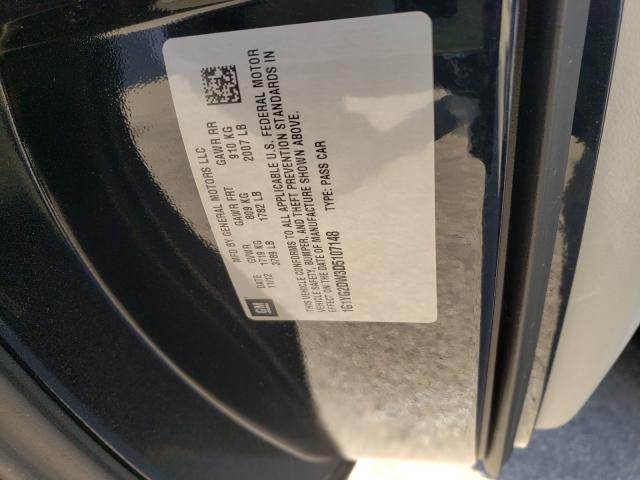 GM
MFD BY GENERAL MOTORS LLC
DATE GVWR GAWR FRT GAWR RR
11/12 1719 KG 809 KG 910 KG
3789 LB 1782 LB 2007 LB
THIS VEHICLE CONFORMS TO ALL APPLICABLE U.S. FEDERAL MOTOR
VEHICLE SAFETY, BUMPER, AND THEFT PREVENTION STANDARDS IN
EFFECT ON THE DATE OF MANUFACTURE SHOWN ABOVE.
1G1YG2DW3D5107148 TYPE: PASS CAR